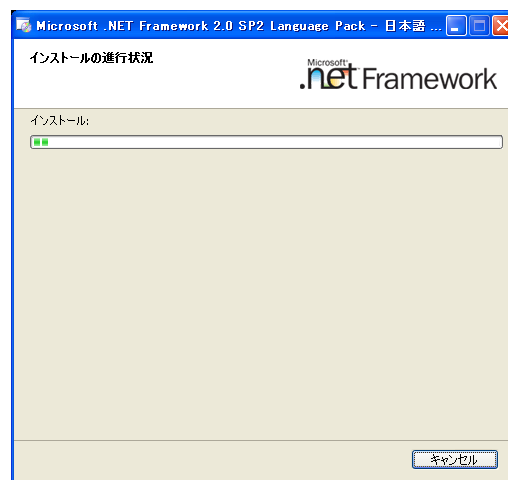 Microsoft .NET Framework 2.0 SP2 Language Pack - 日本語 ...
インストールの進行状況
Microsoft
.net Framework
インストール:
キャンセル